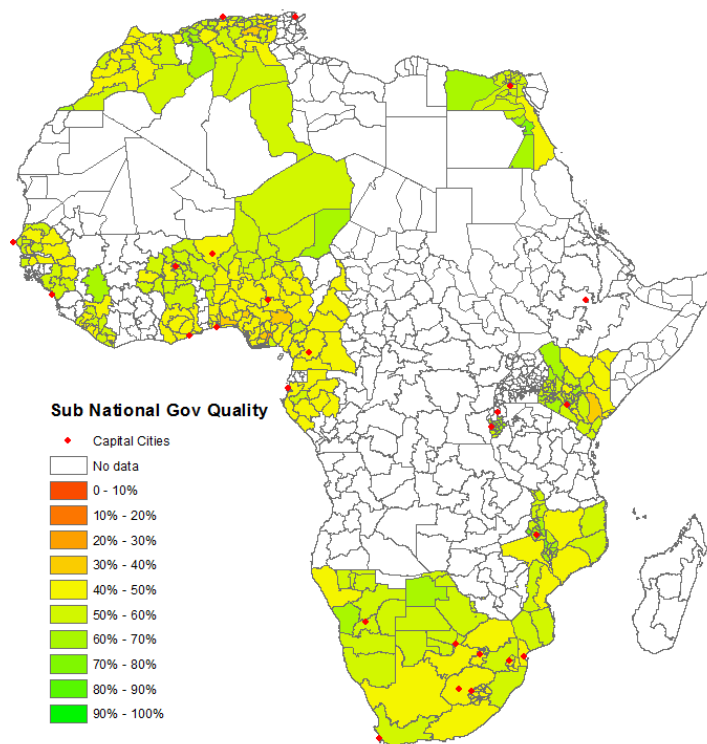 Sub National Gov Quality
Capital Cities
No data
0 - 10%
10% - 20%
20% - 30%
30% - 40%
40% - 50%
50% - 60%
60% - 70%
70% - 80%
80% - 90%
90% - 100%